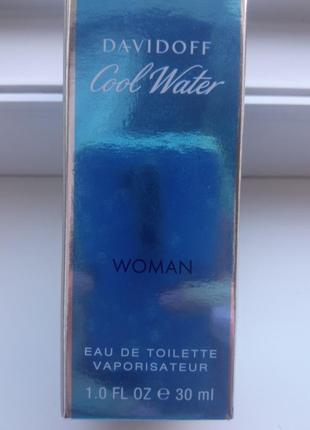 DAVIDOFF
Cool Water
WOMAN
EAU DE TOILETTE
VAPORISATEUR
1.0 FL OZ e 30 ml